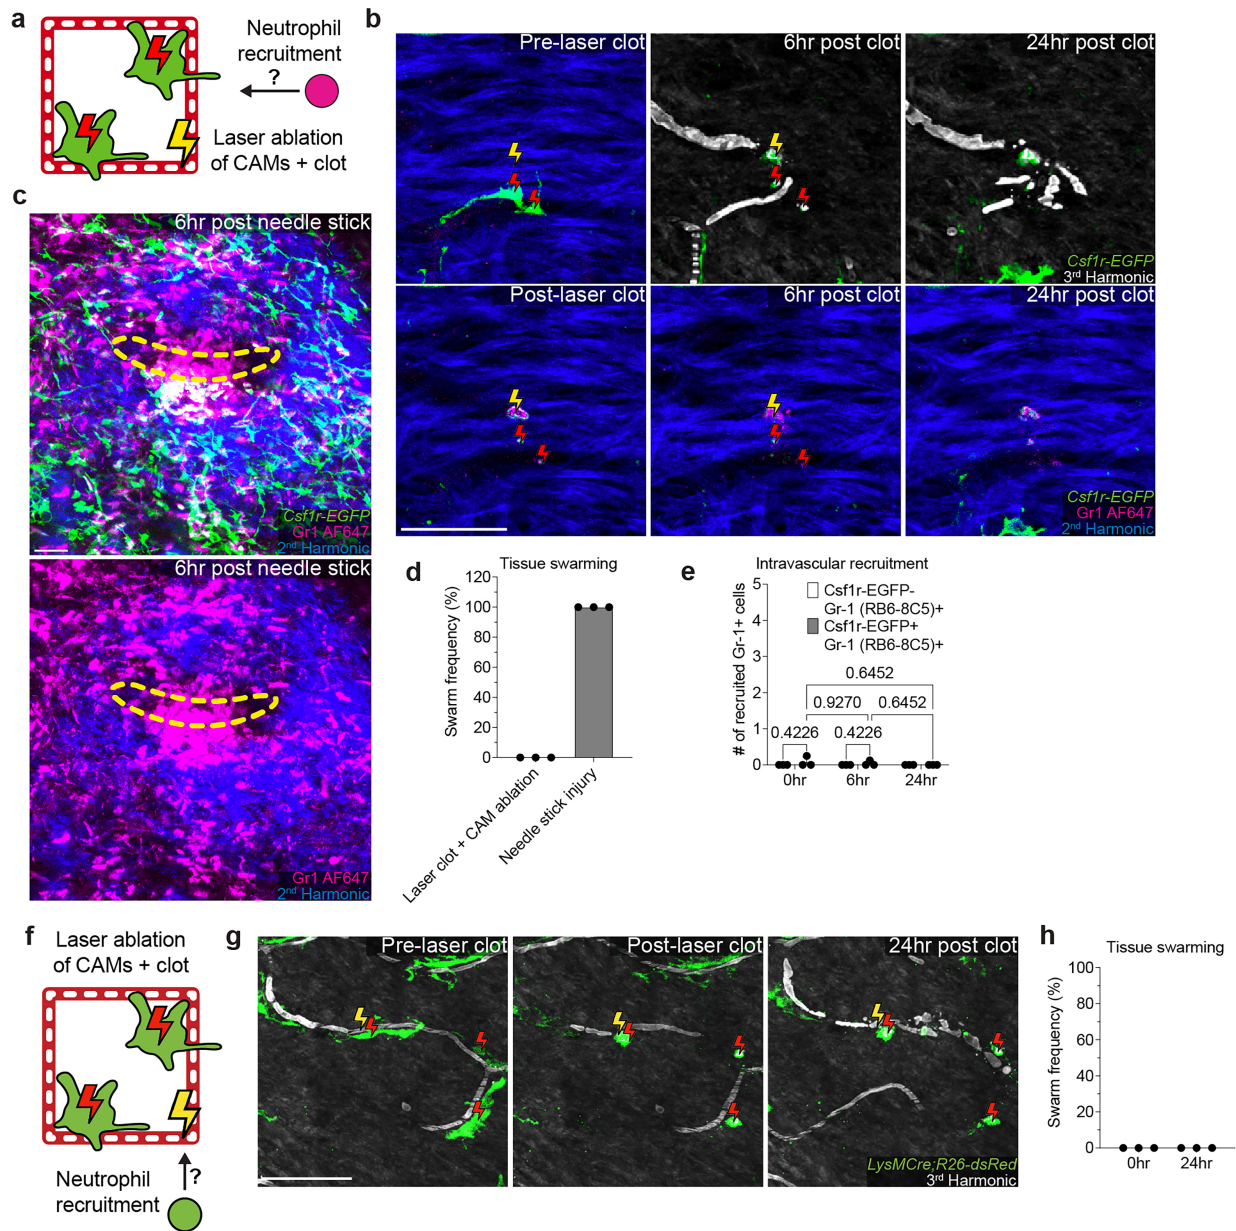 a
Neutrophil
recruitment
?
Laser ablation
of CAMs + clot
b
Pre-laser clot
6hr post clot
24hr post clot
Csf1r-EGFP
3rd Harmonic
Post-laser clot
6hr post clot
24hr post clot
Csf1r-EGFP
Gr1 AF647
2nd Harmonic
c
6hr post needle stick
Csf1r-EGFP
Gr1 AF647
2nd Harmonic
6hr post needle stick
Gr1 AF647
2nd Harmonic
d
Tissue swarming
Swarm frequency (%)
120
100
80
60
40
20
0
Laser clot + CAM ablation
Needle stick injury
e
Intravascular recruitment
# of recruited Gr-1+ cells
5
4
3
2
1
0
Csf1r-EGFP-
Gr-1 (RB6-8C5)+
Csf1r-EGFP+
Gr-1 (RB6-8C5)+
0.6452
0.9270 0.6452
0.4226 0.4226
0hr 6hr 24hr
f
Laser ablation
of CAMs + clot
?
Neutrophil
recruitment
g
Pre-laser clot
Post-laser clot
24hr post clot
LysMCre;R26-dsRed
3rd Harmonic
h
Tissue swarming
Swarm frequency (%)
100
80
60
40
20
0
0hr 24hr